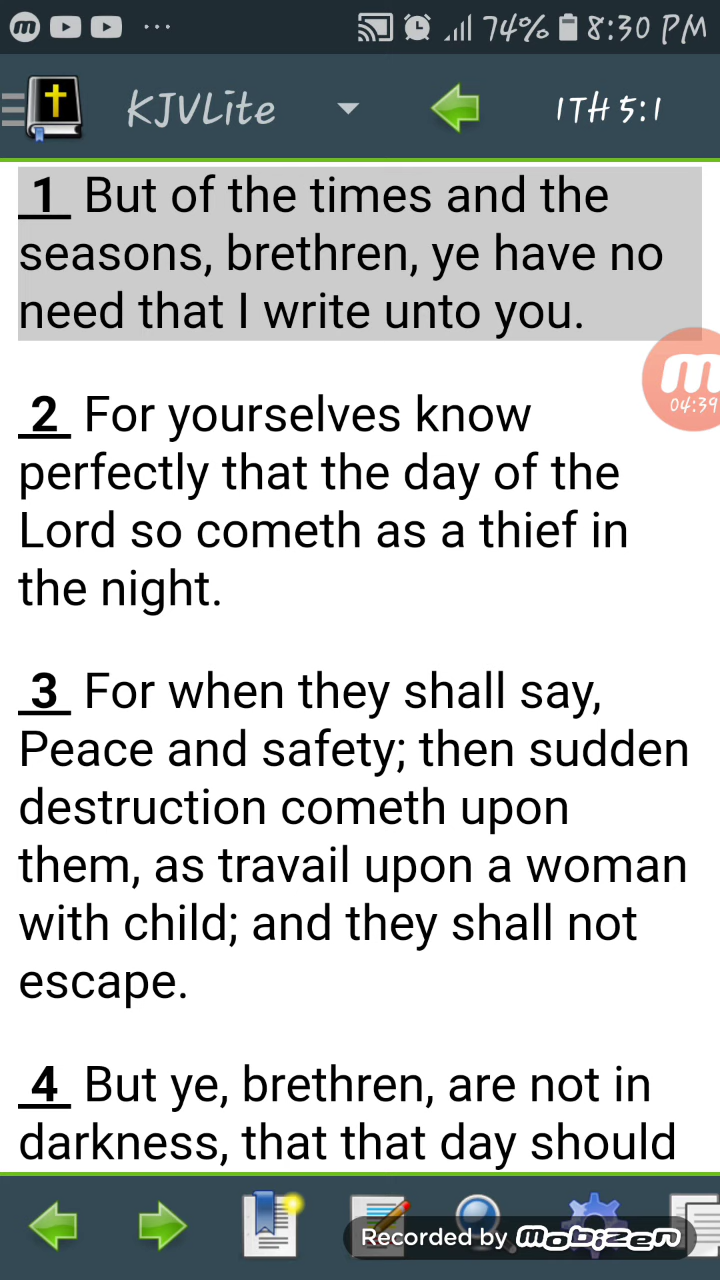 m ... 74% 8:30 PM
KJVLite 1TH 5:1
1 But of the times and the
seasons, brethren, ye have no
need that I write unto you.
m
04:39
2 For yourselves know
perfectly that the day of the
Lord so cometh as a thief in
the night.
3 For when they shall say,
Peace and safety; then sudden
destruction cometh upon
them, as travail upon a woman
with child; and they shall not
escape.
4 But ye, brethren, are not in
darkness, that that day should
Recorded by mobizen